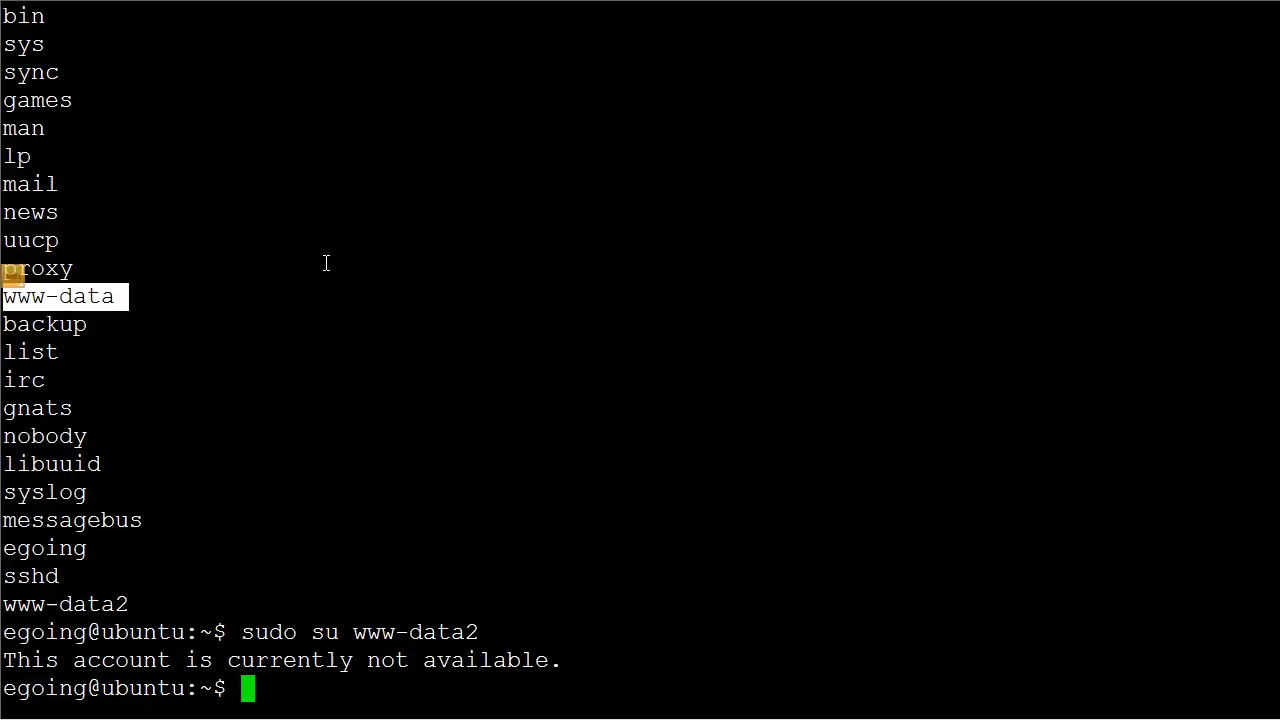 bin
sys
sync
games
man
lp
mail
news
uucp
proxy
www-data
backup
list
irc
gnats
nobody
libuuid
syslog
messagebus
egoing
sshd
www-data2
egoing@ubuntu:~$ sudo su www-data2
This account is currently not available.
egoing@ubuntu:~$